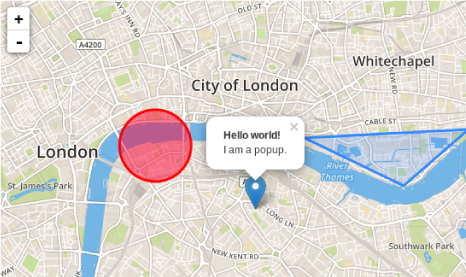 +
-
OLD ST
A4200
Whitechapel
NEW RD
City of London
CABLE ST
London
Hello world!
×
I am a popup.
River
Thames
St. James's Park
LONG LN
NEW KENT RD
Southwark Park